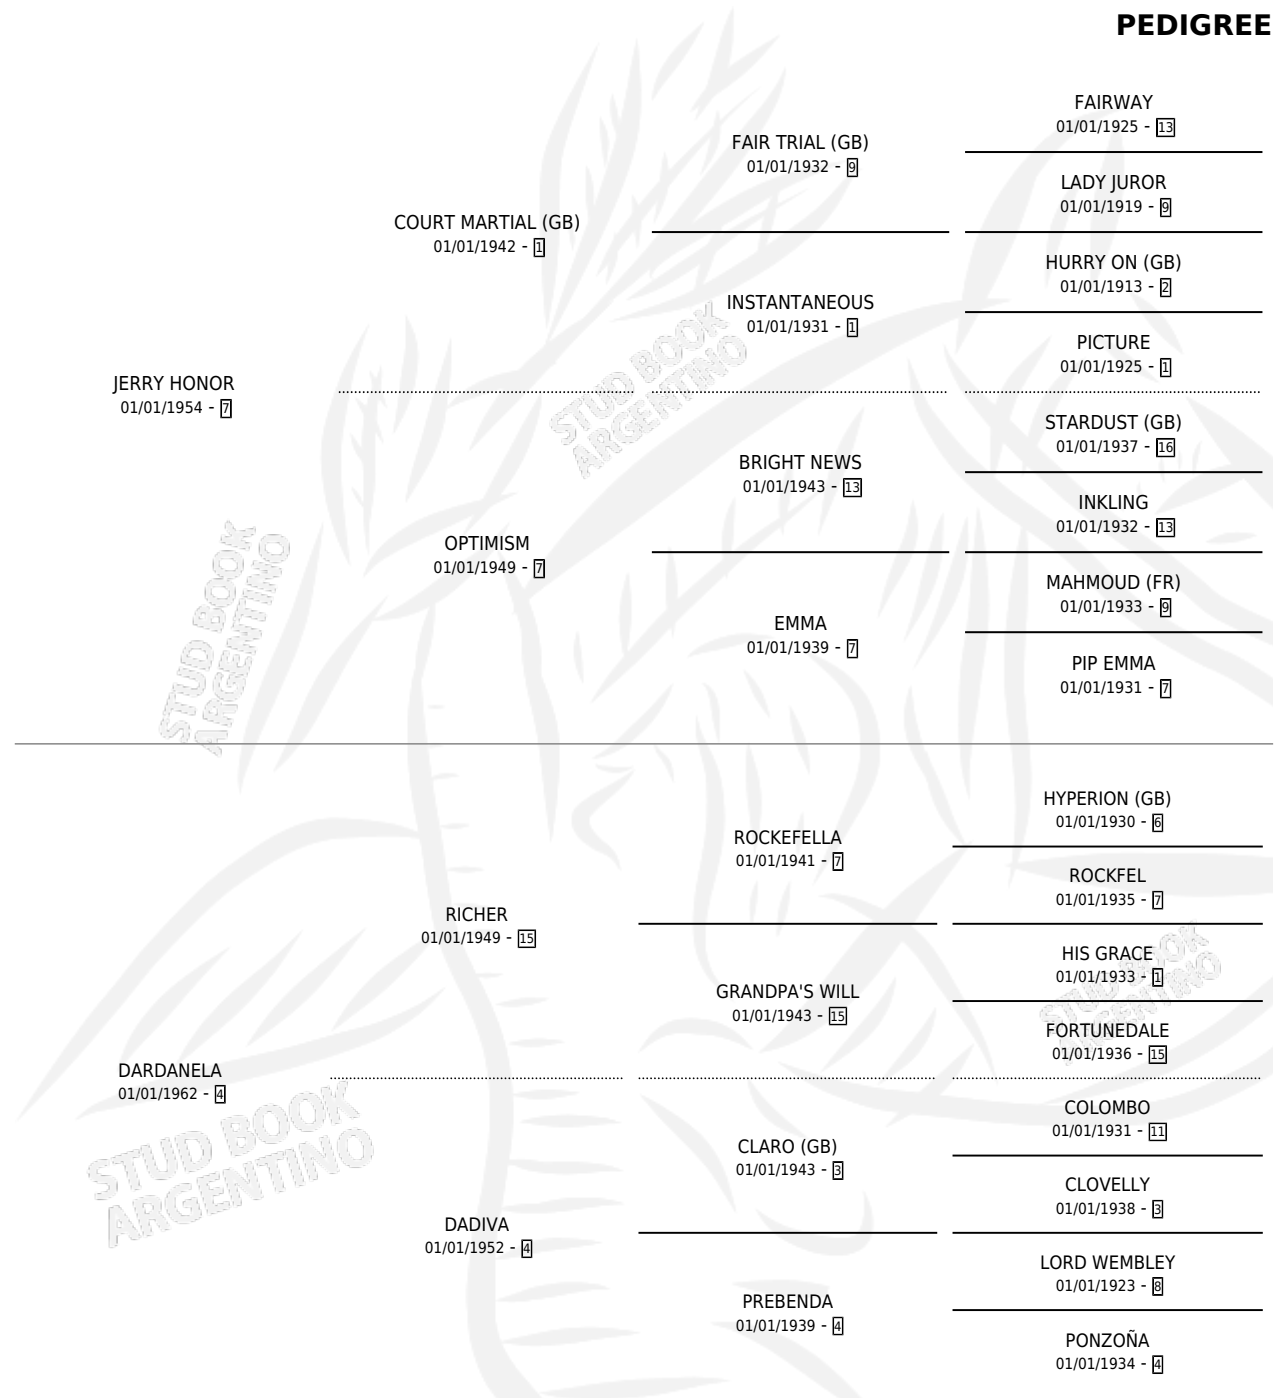 PEDIGREE
FAIRWAY
01/01/1925 - 13
FAIR TRIAL (GB)
01/01/1932 - 9
LADY JUROR
01/01/1919 - 9
COURT MARTIAL (GB)
01/01/1942 - 1
HURRY ON (GB)
01/01/1913 - 2
INSTANTANEOUS
01/01/1931 - 1
PICTURE
01/01/1925 - 1
JERRY HONOR
01/01/1954 - 7
STARDUST (GB)
01/01/1937 - 16
BRIGHT NEWS
01/01/1943 - 13
INKLING
01/01/1932 - 13
OPTIMISM
01/01/1949 - 7
MAHMOUD (FR)
01/01/1933 - 9
EMMA
01/01/1939 - 7
PIP EMMA
01/01/1931 - 7
HYPERION (GB)
01/01/1930 - 6
ROCKEFELLA
01/01/1941 - 7
ROCKFEL
01/01/1935 - 7
RICHER
01/01/1949 - 15
HIS GRACE
01/01/1933 - 1
GRANDPA'S WILL
01/01/1943 - 15
FORTUNEDALE
01/01/1936 - 15
DARDANELA
01/01/1962 - 4
COLOMBO
01/01/1931 - 11
CLARO (GB)
01/01/1943 - 3
CLOVELLY
01/01/1938 - 3
DADIVA
01/01/1952 - 4
LORD WEMBLEY
01/01/1923 - 8
PREBENDA
01/01/1939 - 4
PONZOÑA
01/01/1934 - 4
STUD BOOK
ARGENTINO
STUD BOOK
ARGENTINO
STUD BOOK
ARGENTINO
STUD BOOK
ARGENTINO